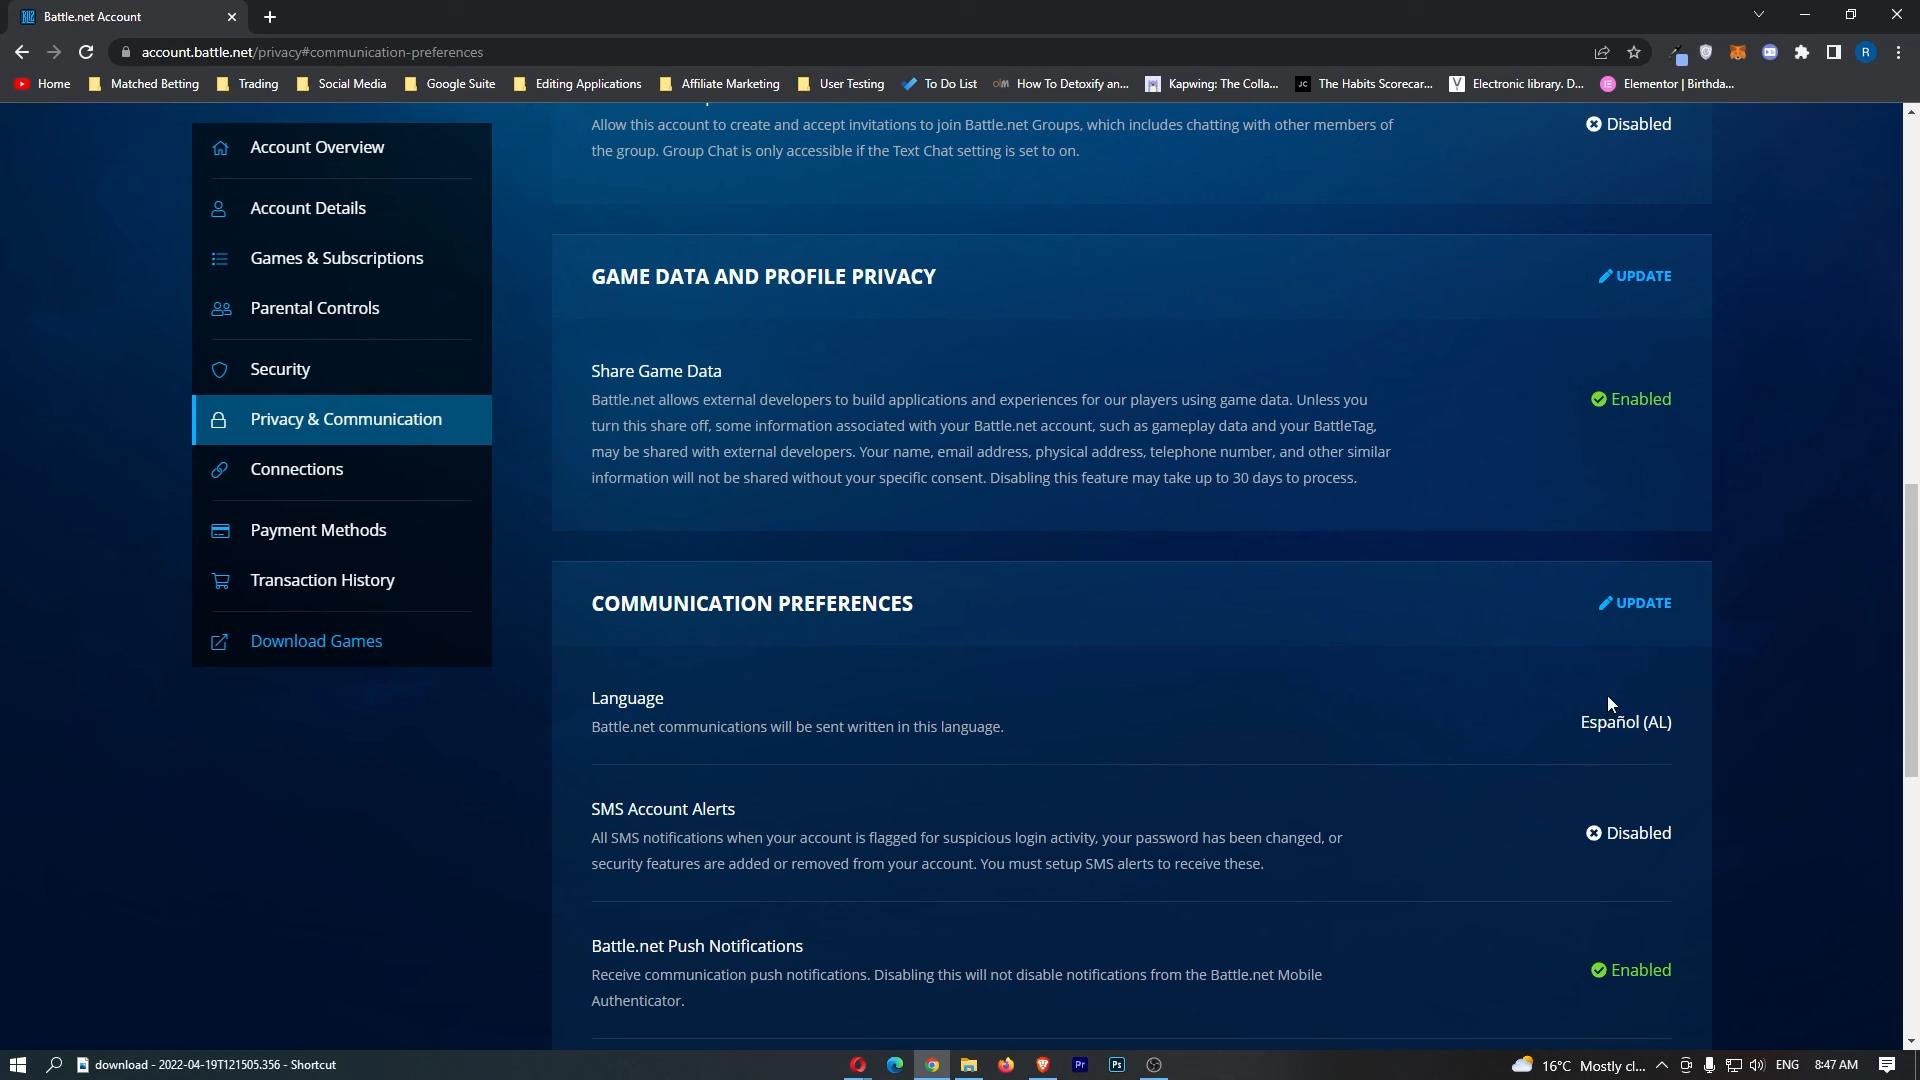 Battle.net Account
account.battle.net/privacy#communication-preferences
R
Home
Matched Betting
Trading
Social Media
Google Suite
Editing Applications
Affiliate Marketing
User Testing
To Do List
How To Detoxify an...
Kapwing: The Colla...
The Habits Scorecar...
Electronic library. D...
Elementor | Birthda...
Account Overview
Account Details
Games & Subscriptions
Parental Controls
Security
Privacy & Communication
Connections
Payment Methods
Transaction History
Download Games
Allow this account to create and accept invitations to join Battle.net Groups, which includes chatting with other members of
the group. Group Chat is only accessible if the Text Chat setting is set to on.
Disabled
GAME DATA AND PROFILE PRIVACY
UPDATE
Share Game Data
Battle.net allows external developers to build applications and experiences for our players using game data. Unless you
turn this share off, some information associated with your Battle.net account, such as gameplay data and your BattleTag,
may be shared with external developers. Your name, email address, physical address, telephone number, and other similar
information will not be shared without your specific consent. Disabling this feature may take up to 30 days to process.
Enabled
COMMUNICATION PREFERENCES
UPDATE
Language
Battle.net communications will be sent written in this language.
Español (AL)
SMS Account Alerts
All SMS notifications when your account is flagged for suspicious login activity, your password has been changed, or
security features are added or removed from your account. You must setup SMS alerts to receive these.
Disabled
Battle.net Push Notifications
Receive communication push notifications. Disabling this will not disable notifications from the Battle.net Mobile
Authenticator.
Enabled
download - 2022-04-19T121505.356 - Shortcut
Pr
Ps
16°C Mostly cl...
ENG
8:47 AM